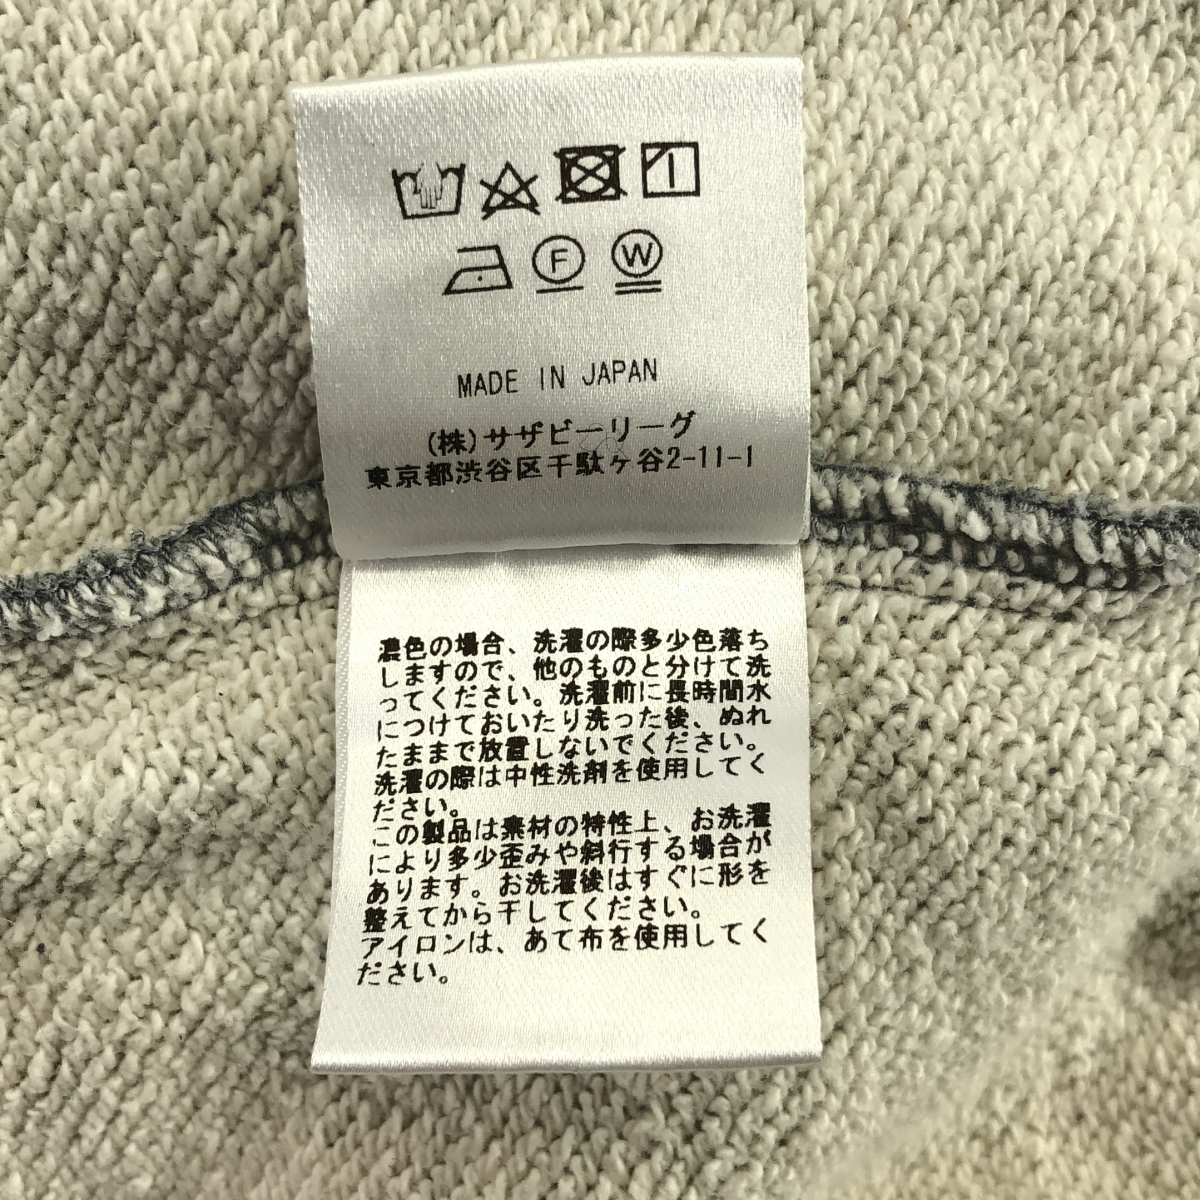 F W
MADE IN JAPAN
(株)サザビーリーグ
東京都渋谷区千駄ヶ谷2-11-1
濃色の場合、洗濯の際多少色落ち
しますので、他のものと分けて洗
ってください。洗濯前に長時間水
につけておいたり洗った後、ぬれ
たままで放置しないでください。
洗濯の際は中性洗剤を使用してく
ださい。
この製品は素材の特性上、お洗濯
により多少歪みや斜行する場合が
あります。お洗濯後はすぐに形を
整えてから干してください。
アイロンは、あて布を使用してく
ださい。